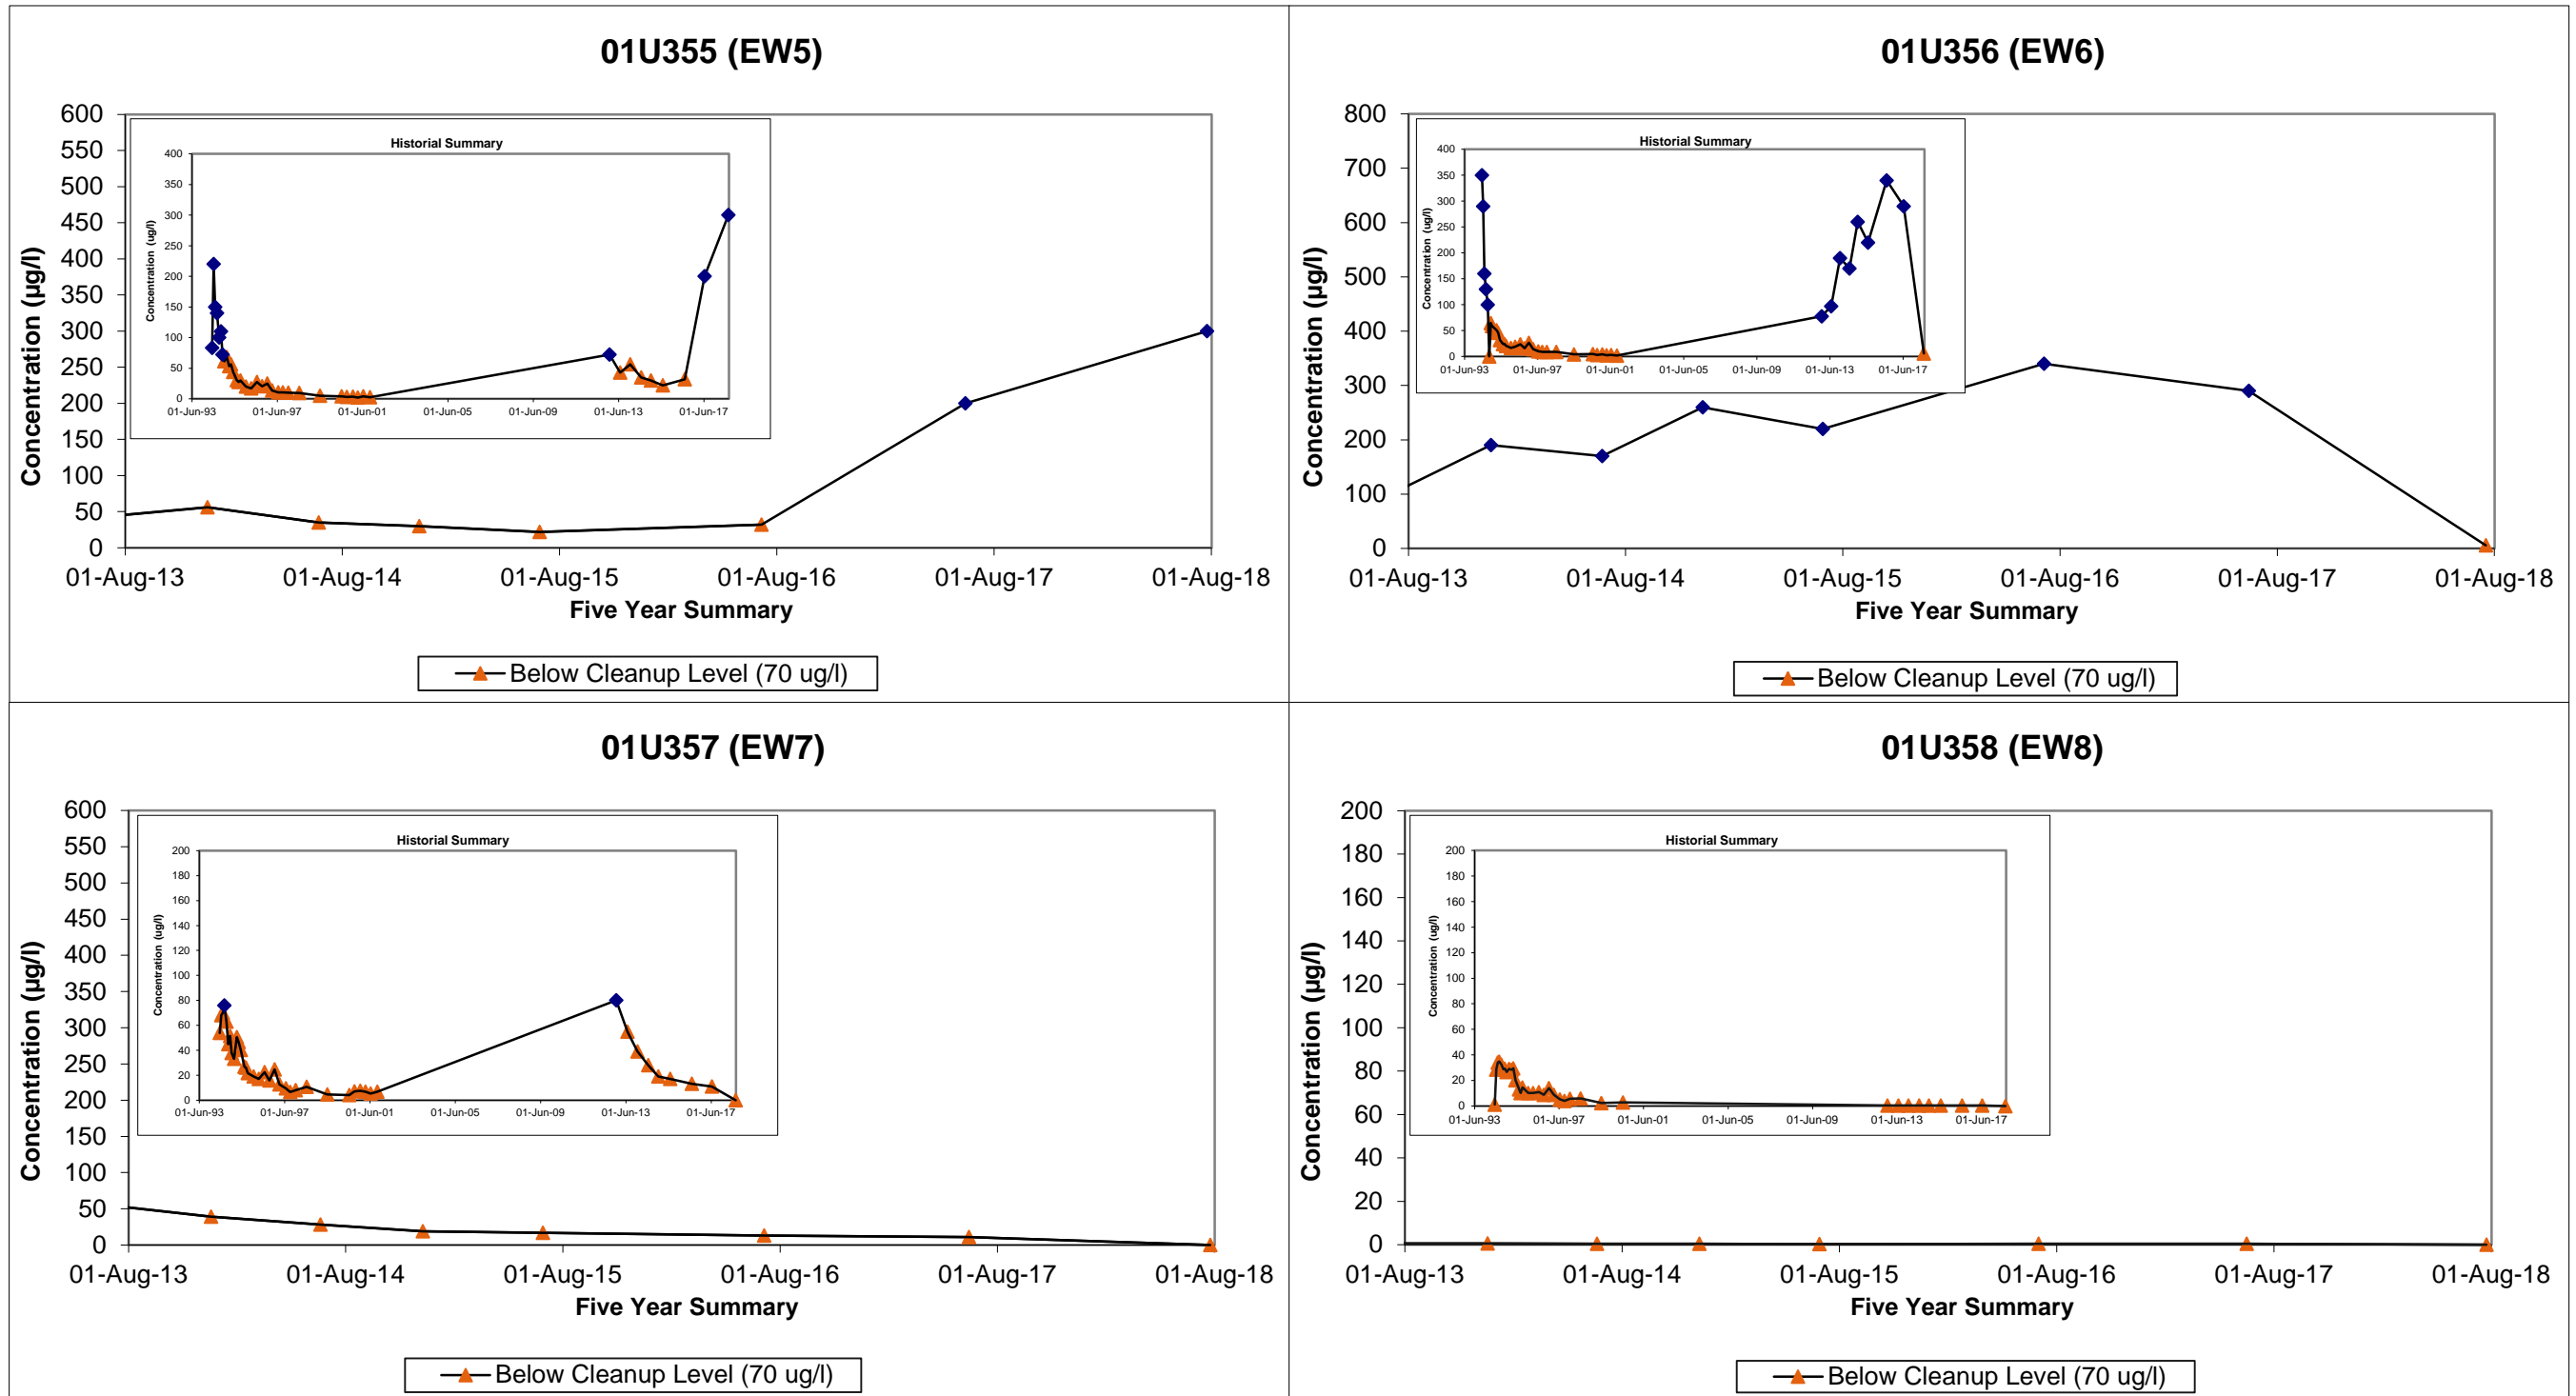 01U355 (EW5)
Concentration (µg/l)
600
550
500
450
400
350
300
250
200
150
100
50
0
Historial Summary
Concentration (ug/l)
400
350
300
250
200
150
100
50
0
01-Jun-93 01-Jun-97 01-Jun-01 01-Jun-05 01-Jun-09 01-Jun-13 01-Jun-17
01-Aug-13 01-Aug-14 01-Aug-15 01-Aug-16 01-Aug-17 01-Aug-18
Five Year Summary
Below Cleanup Level (70 ug/l)
01U356 (EW6)
Concentration (µg/l)
800
700
600
500
400
300
200
100
0
Historial Summary
Concentration (ug/l)
400
350
300
250
200
150
100
50
0
01-Jun-93 01-Jun-97 01-Jun-01 01-Jun-05 01-Jun-09 01-Jun-13 01-Jun-17
01-Aug-13 01-Aug-14 01-Aug-15 01-Aug-16 01-Aug-17 01-Aug-18
Five Year Summary
Below Cleanup Level (70 ug/l)
01U357 (EW7)
Concentration (µg/l)
600
550
500
450
400
350
300
250
200
150
100
50
0
Historial Summary
Concentration (ug/l)
200
180
160
140
120
100
80
60
40
20
0
01-Jun-93 01-Jun-97 01-Jun-01 01-Jun-05 01-Jun-09 01-Jun-13 01-Jun-17
01-Aug-13 01-Aug-14 01-Aug-15 01-Aug-16 01-Aug-17 01-Aug-18
Five Year Summary
Below Cleanup Level (70 ug/l)
01U358 (EW8)
Concentration (µg/l)
200
180
160
140
120
100
80
60
40
20
0
Historial Summary
Concentration (ug/l)
200
180
160
140
120
100
80
60
40
20
0
01-Jun-93 01-Jun-97 01-Jun-01 01-Jun-05 01-Jun-09 01-Jun-13 01-Jun-17
01-Aug-13 01-Aug-14 01-Aug-15 01-Aug-16 01-Aug-17 01-Aug-18
Five Year Summary
Below Cleanup Level (70 ug/l)